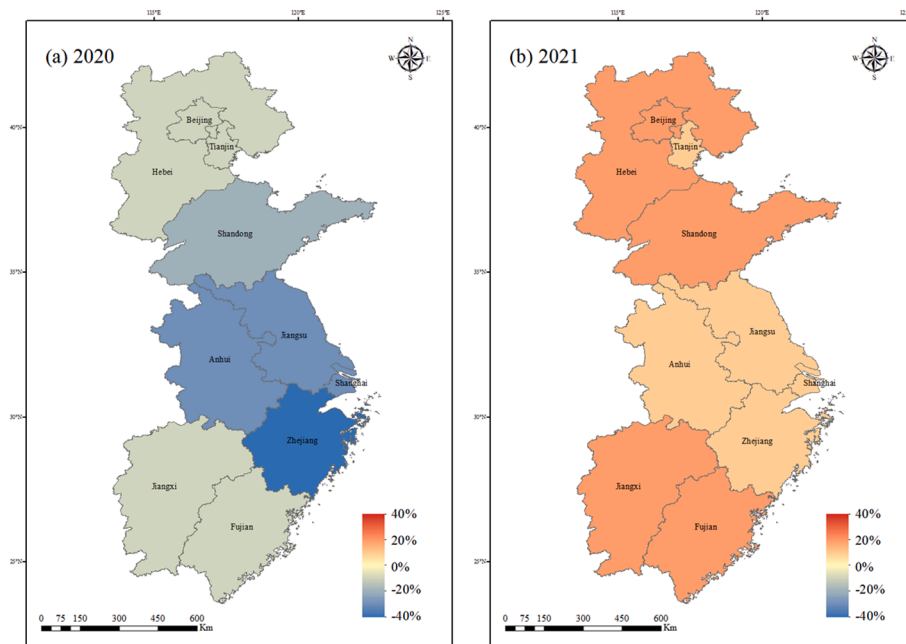 115°E 120°E 125°E
(a) 2020
N
W E
S
40°N
Beijing
Tianjin
Hebei
Shandong
35°N
Jiangsu
Anhui
Shanghai
30°N
Zhejiang
Jiangxi
Fujian
25°N
40%
20%
0%
-20%
-40%
0 75 150 300 450 600
Km
115°E 120°E
(b) 2021
N
W E
S
40°N
Beijing
Tianjin
Hebei
Shandong
35°N
Jiangsu
Anhui
Shanghai
30°N
Zhejiang
Jiangxi
Fujian
25°N
40%
20%
0%
-20%
-40%
0 75 150 300 450 600
Km